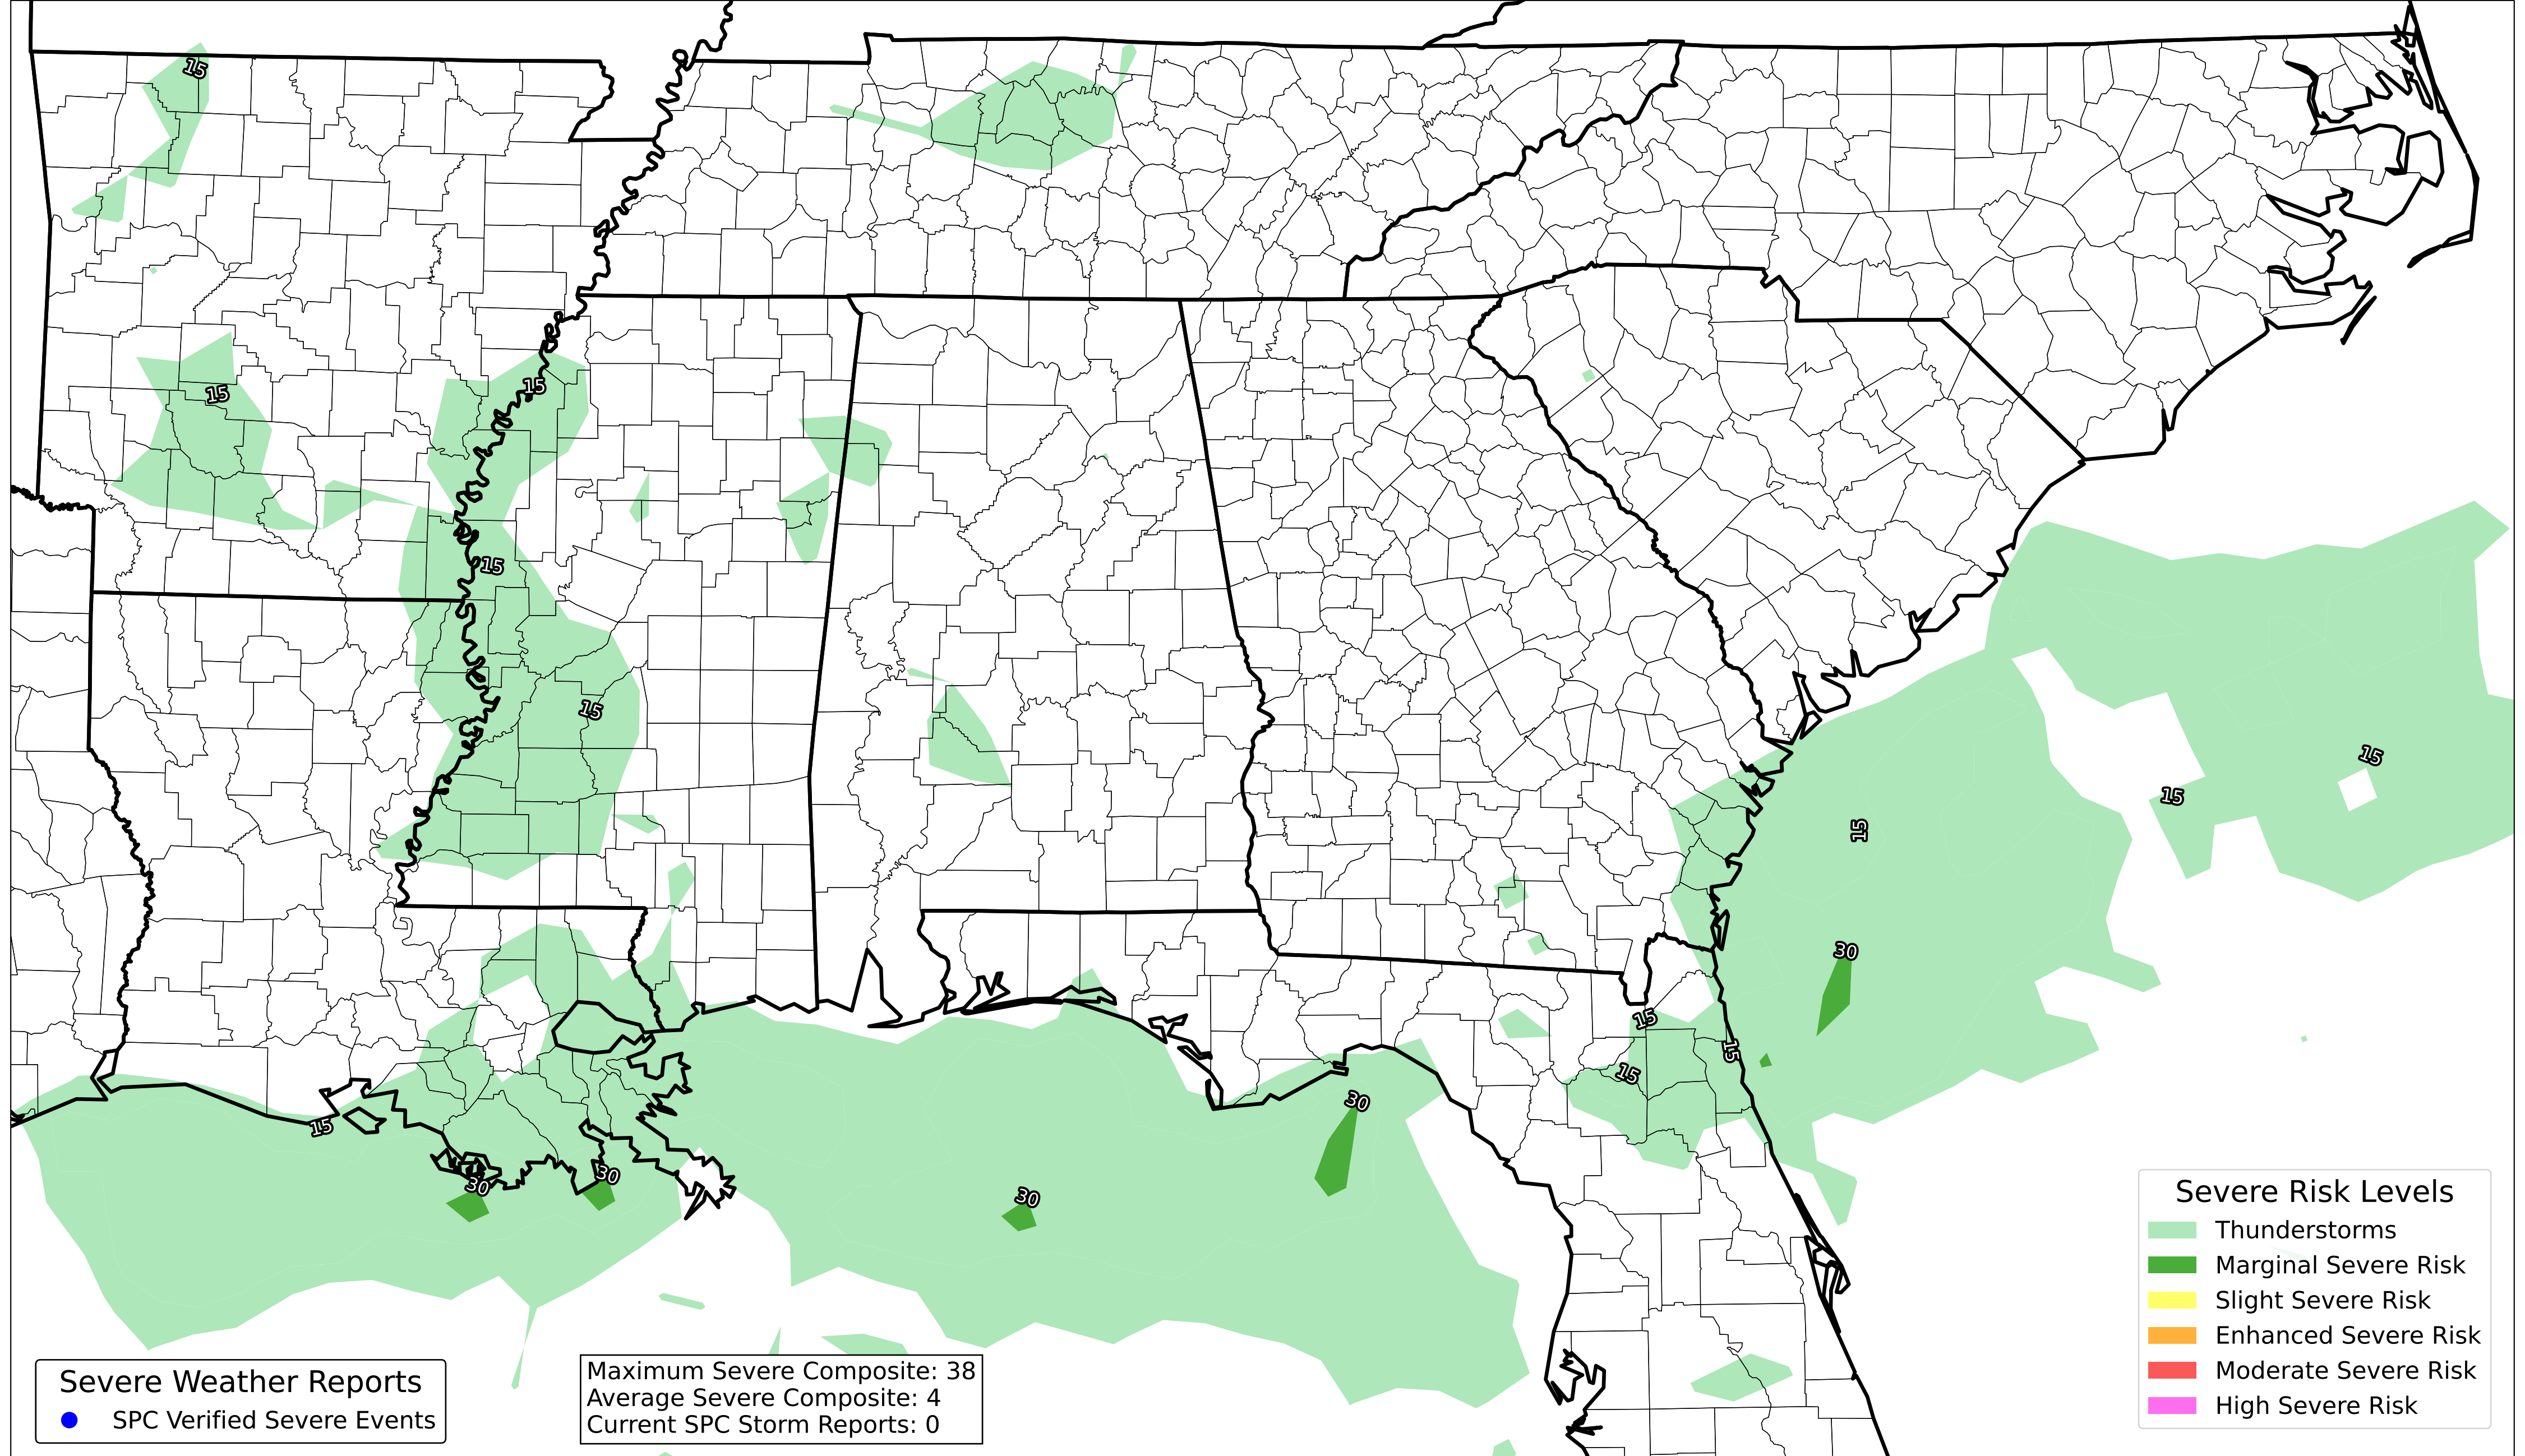 15
15
15
15
15
15
15
15
30
15
15
15
30
15
30
30
30
Severe Risk Levels
Thunderstorms
Marginal Severe Risk
Slight Severe Risk
Enhanced Severe Risk
Moderate Severe Risk
High Severe Risk
Severe Weather Reports
SPC Verified Severe Events
Maximum Severe Composite: 38
Average Severe Composite: 4
Current SPC Storm Reports: 0